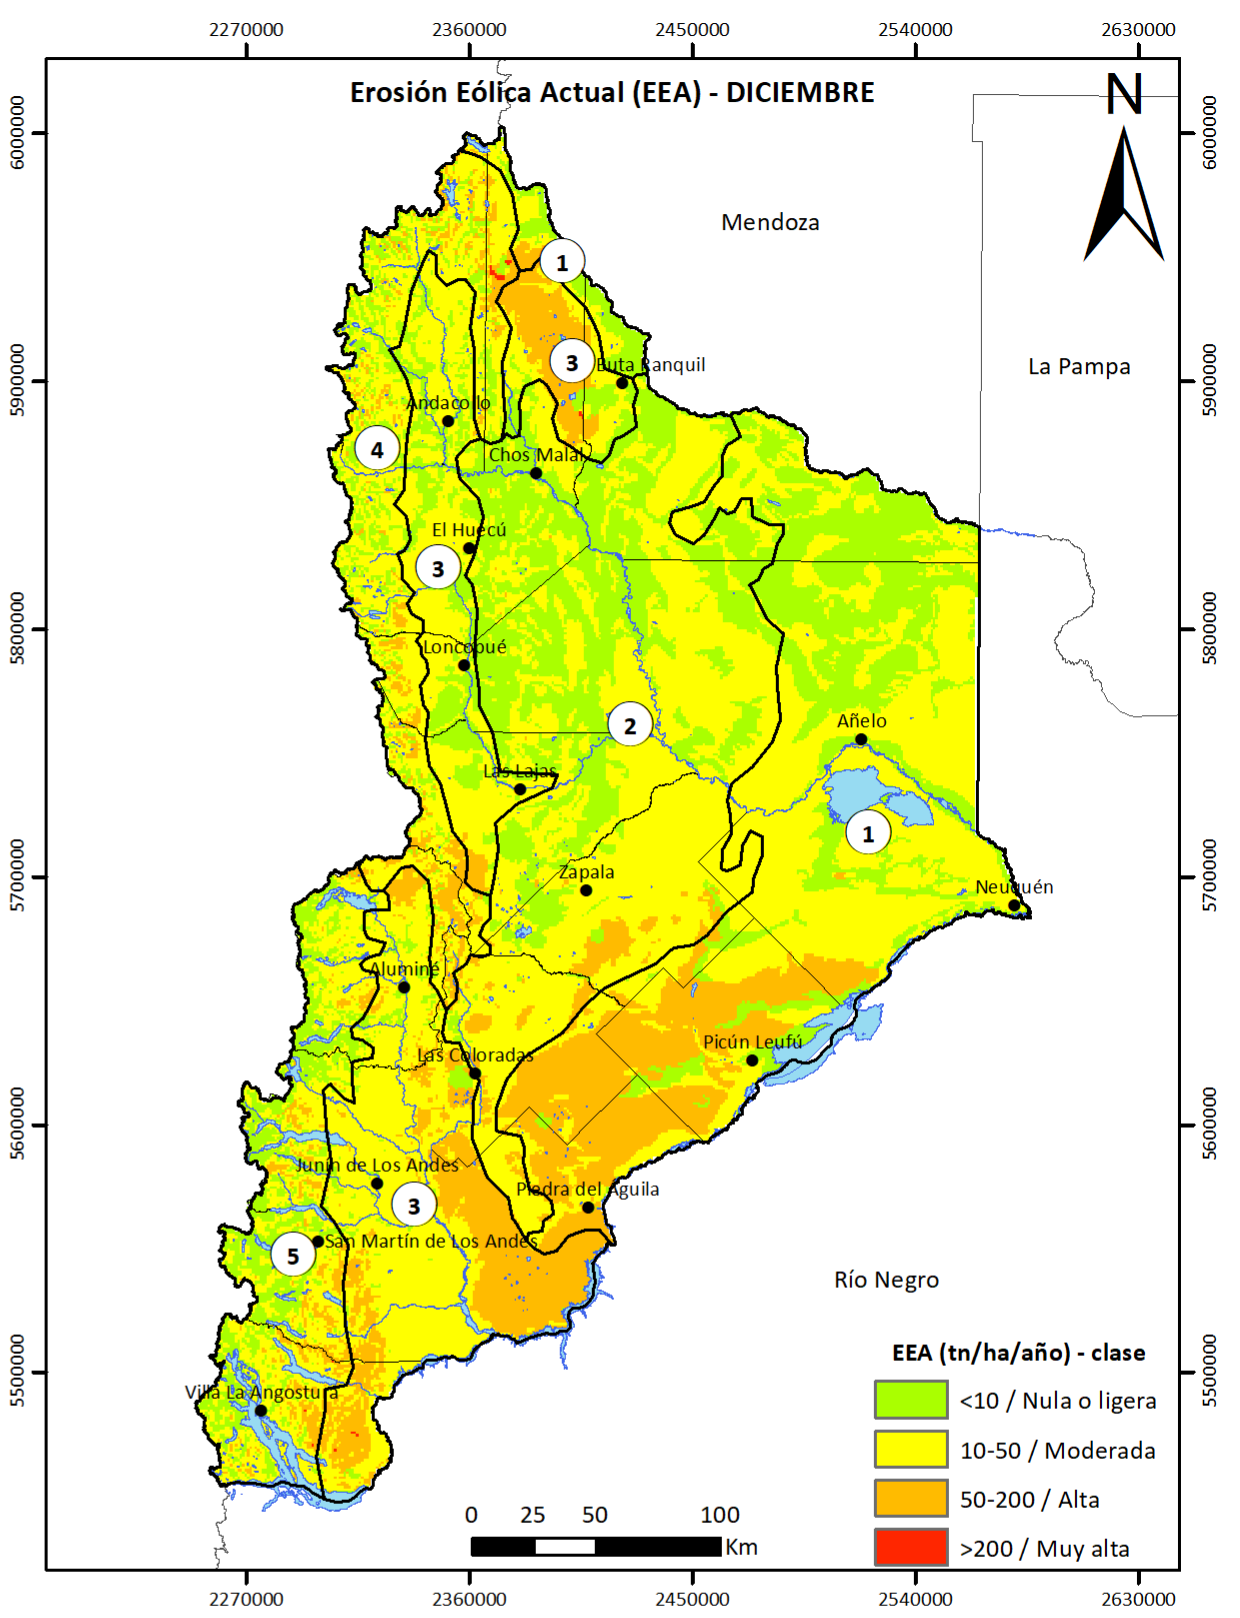 2270000 2360000 2450000 2540000 2630000
Erosión Eólica Actual (EEA) - DICIEMBRE
N
6000000
6000000
Mendoza
1
3
Buta Ranquil
La Pampa
5900000
5900000
Andacollo
4
Chos Malal
El Huecú
3
5800000
5800000
Loncopué
2
Añelo
Las Lajas
1
5700000
5700000
Zapala
Neuquén
Aluminé
Picún Leufú
Las Coloradas
5600000
5600000
Junín de Los Andes
3
Piedra del Aguila
5
San Martín de Los Andes
Río Negro
5500000
5500000
Villa La Angostura
EEA (tn/ha/año) - clase
<10 / Nula o ligera
10-50 / Moderada
50-200 / Alta
>200 / Muy alta
0 25 50 100
Km
2270000 2360000 2450000 2540000 2630000